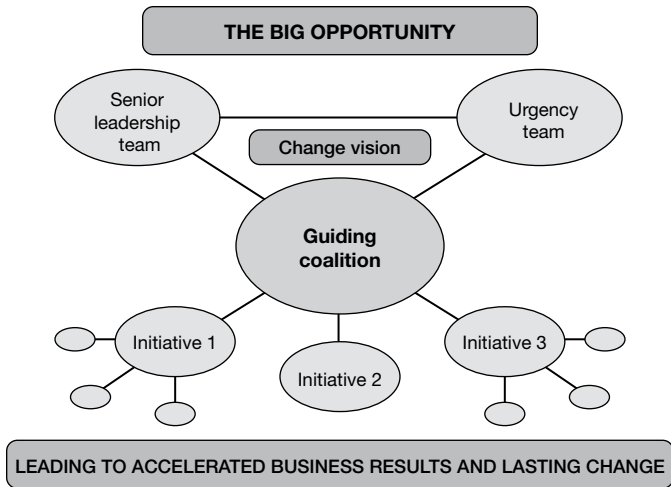 THE BIG OPPORTUNITY
Senior
leadership
team
Urgency
team
Change vision
Guiding
coalition
Initiative 1
Initiative 2
Initiative 3
LEADING TO ACCELERATED BUSINESS RESULTS AND LASTING CHANGE